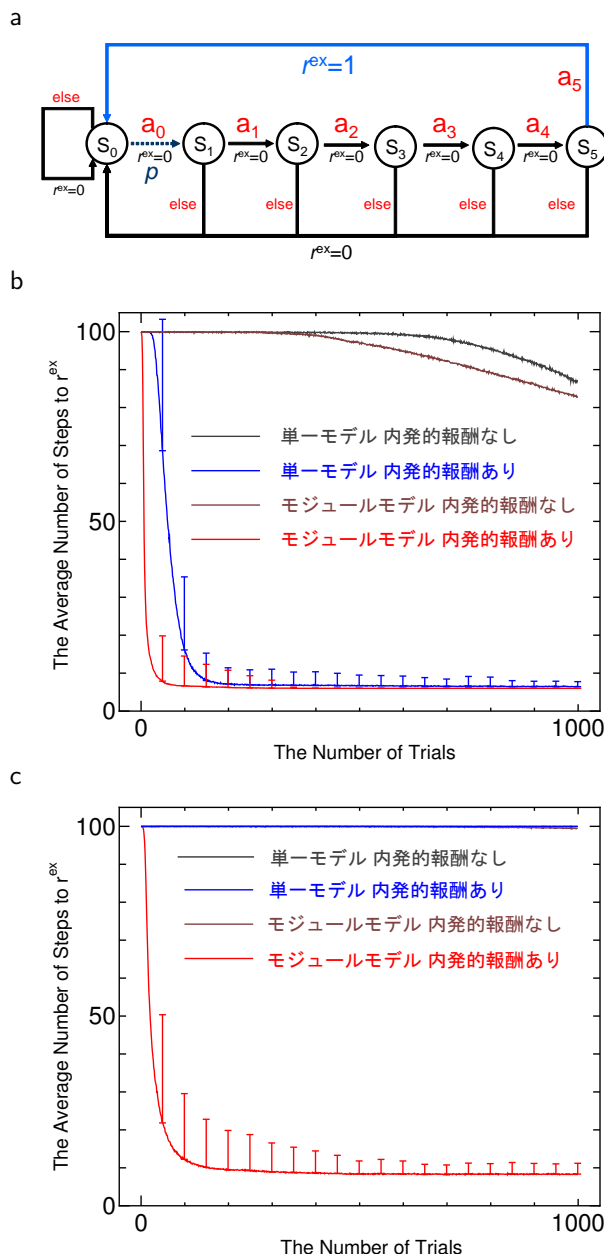 a
r^ex=1
a_5
else
a_0
a_1
a_2
a_3
a_4
S_0
S_1
S_2
S_3
S_4
S_5
r^ex=0
r^ex=0
r^ex=0
r^ex=0
r^ex=0
p
r^ex=0
else
else
else
else
else
r^ex=0
b
100
単一モデル 内発的報酬なし
単一モデル 内発的報酬あり
50
モジュールモデル 内発的報酬なし
モジュールモデル 内発的報酬あり
The Average Number of Steps to r^ex
0
0
1000
The Number of Trials
c
100
単一モデル 内発的報酬なし
単一モデル 内発的報酬あり
モジュールモデル 内発的報酬なし
モジュールモデル 内発的報酬あり
50
The Average Number of Steps to r^ex
0
0
1000
The Number of Trials